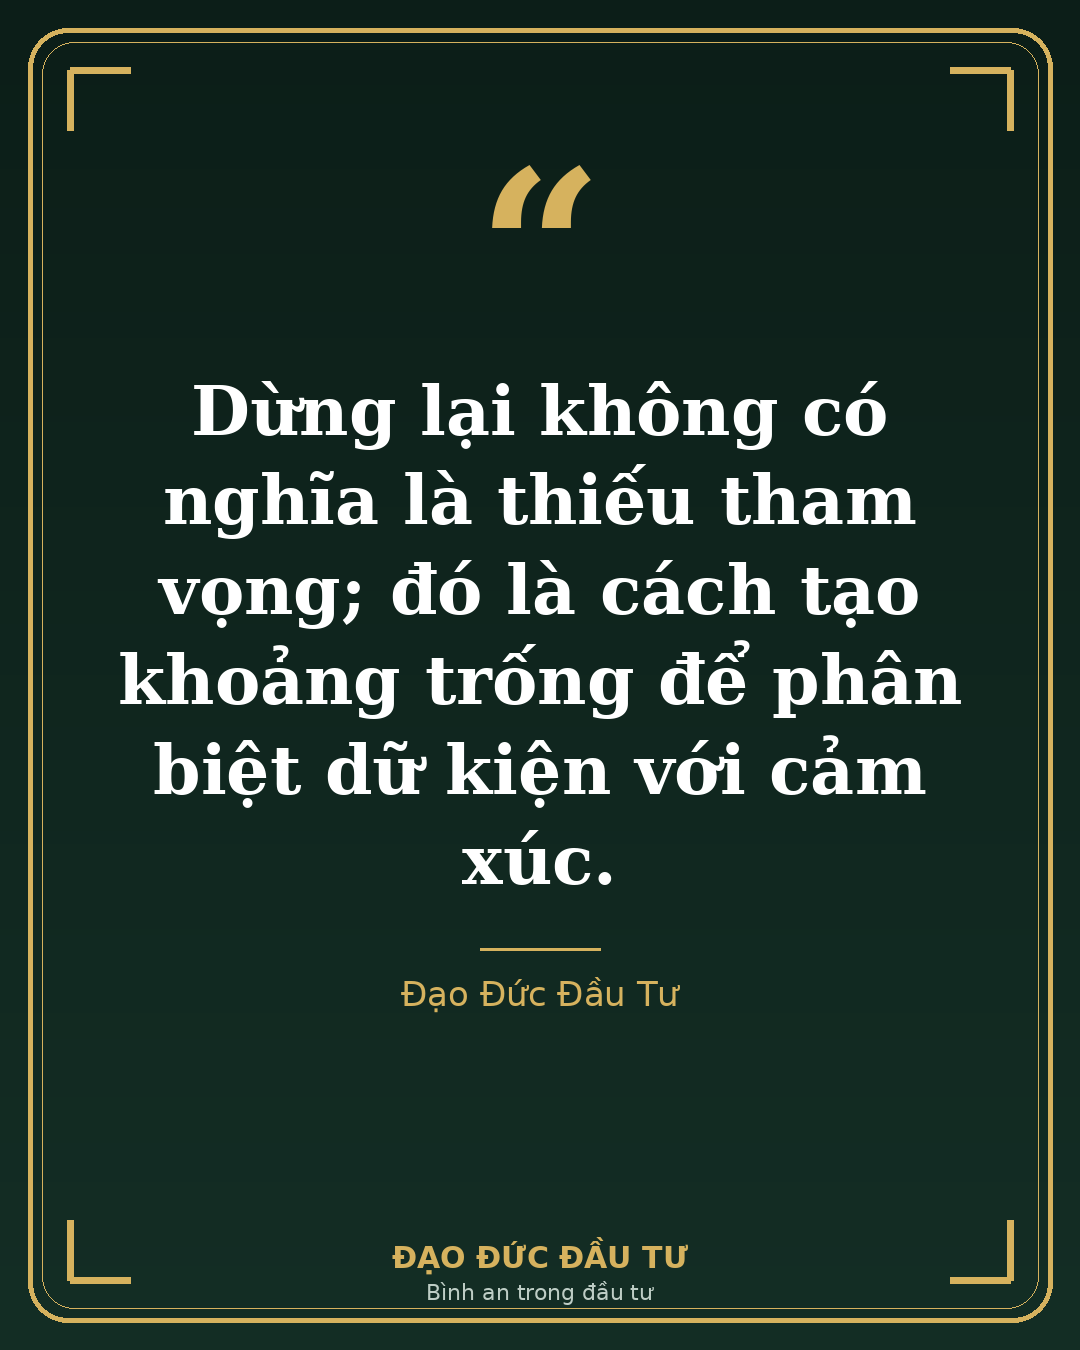 “
Dừng lại không có
nghĩa là thiếu tham
vọng; đó là cách tạo
khoảng trống để phân
biệt dữ kiện với cảm
xúc.
Đạo Đức Đầu Tư
ĐẠO ĐỨC ĐẦU TƯ
Bình an trong đầu tư